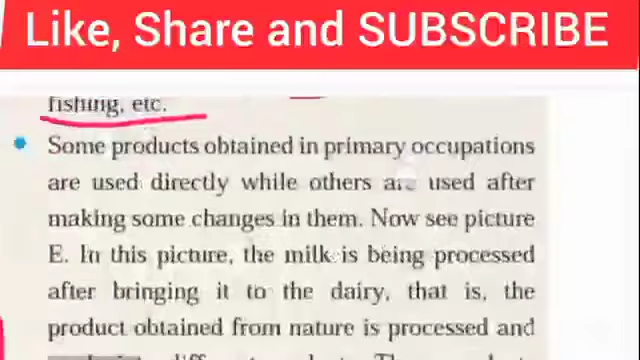 Like, Share and SUBSCRIBE
fishing, etc.
Some products obtained in primary occupations
are used directly while others are used after
making some changes in them. Now see picture
E. In this picture, the milk is being processed
after bringing it to the dairy, that is, the
product obtained from nature is processed and